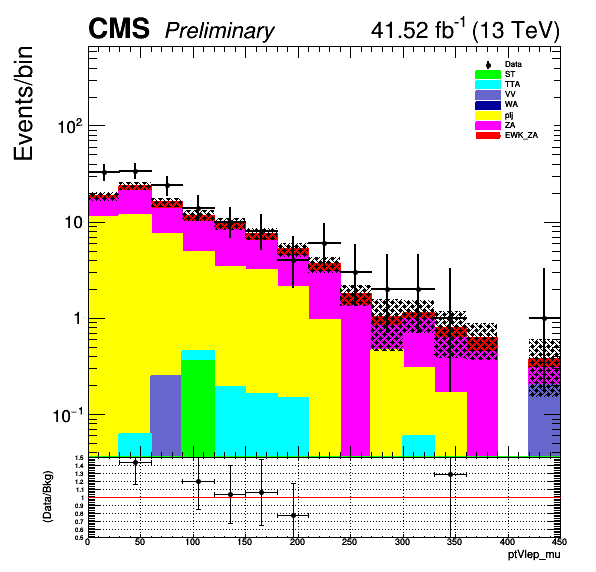 CMS Preliminary 41.52 fb⁻¹ (13 TeV)
Events/bin
Data
ST
TTA
VV
WA
plj
ZA
EWK_ZA
10²
10
1
10⁻¹
(Data/Bkg)
1.5
1.4
1.3
1.2
1.1
1
0.9
0.8
0.7
0.6
0.5
0 50 100 150 200 250 300 350 400 450
ptVlep_mu